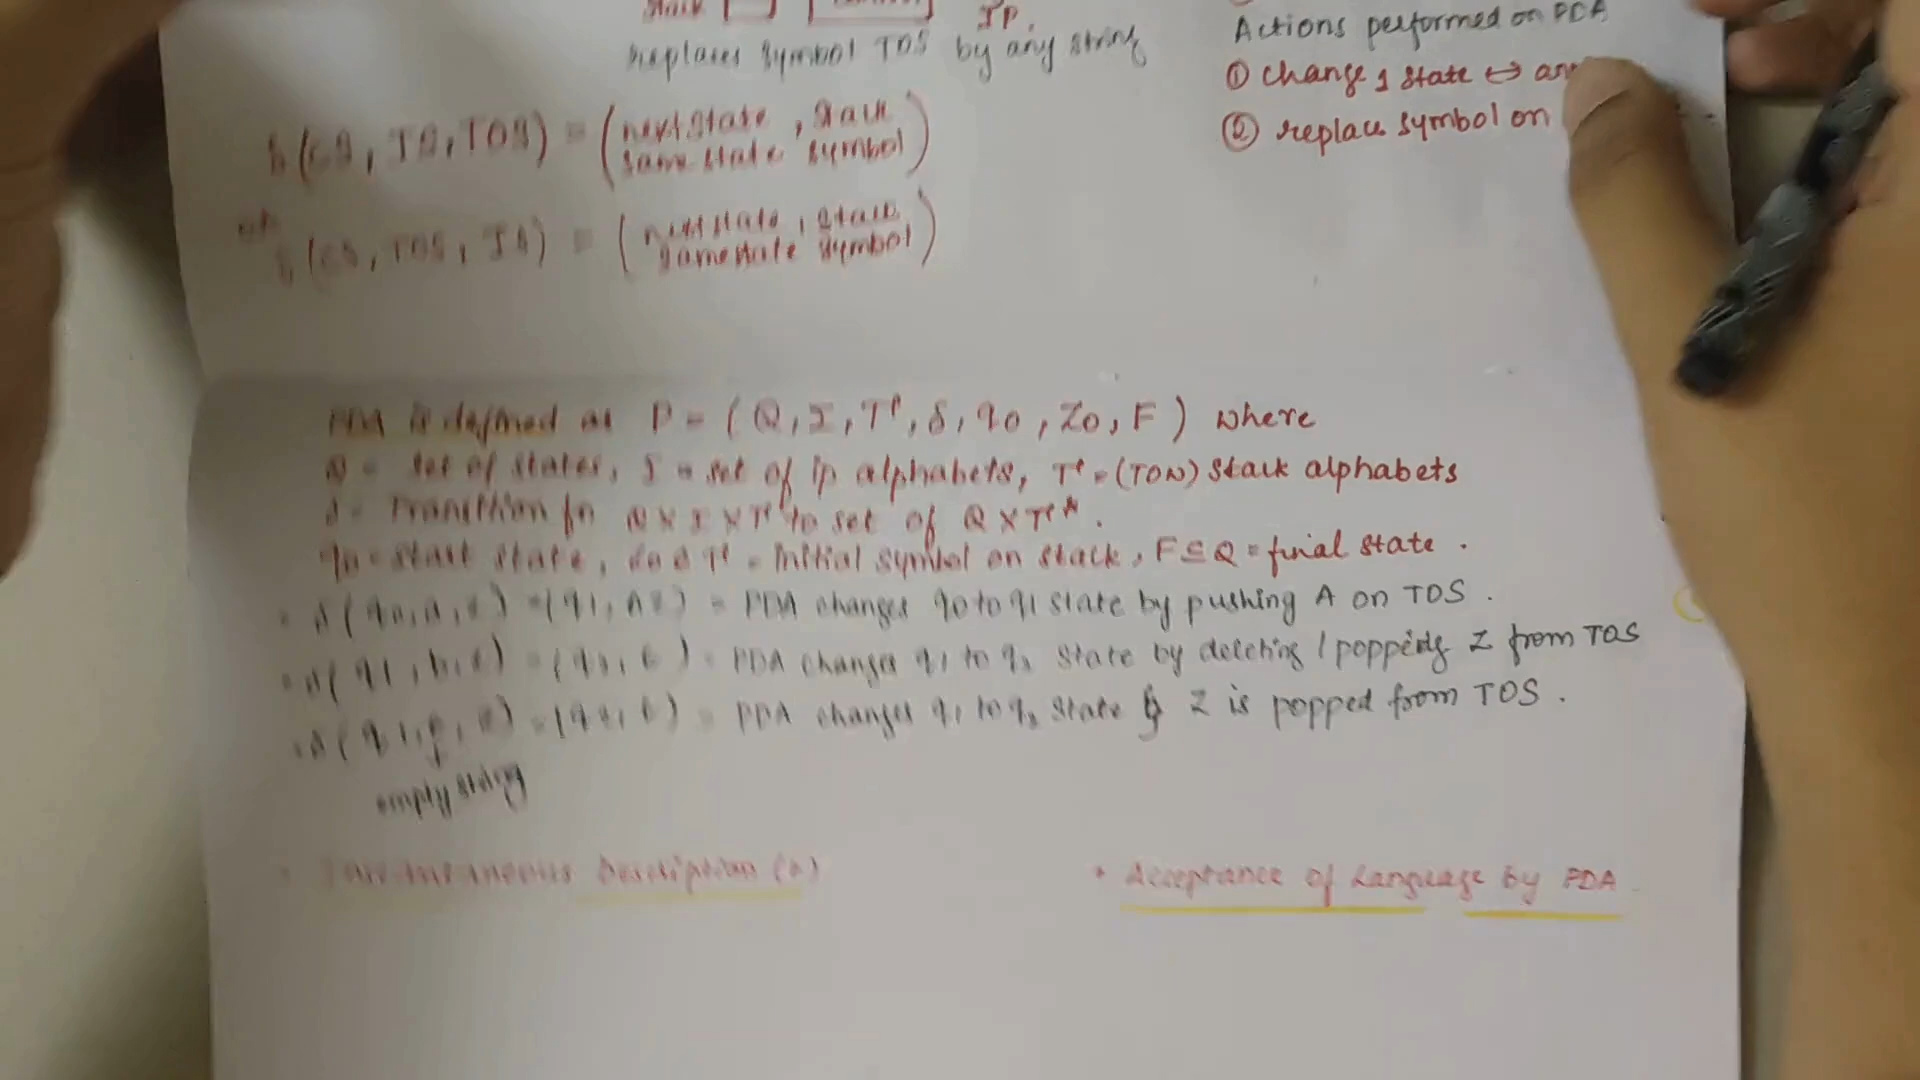 Stack IP.
Replaces symbol TOS by any string
δ(CS, IS, TOS) = (next state, stack
same state symbol)
or
δ(CS, TOS, IS) = (next state, stack
same state symbol)
Actions performed on PDA
① change 1 state ↔
② replace symbol on
PDA is defined as P = (Q, Σ, Γ, δ, q0, Z0, F) where
Q = set of states, Σ = set of ip alphabets, Γ = (TON) Stack alphabets
δ = Transition fn Q × Σ × Γ to set of Q × Γ*.
q0 = start state, = Initial symbol on stack, F ⊆ Q = final state.
= PDA changes q0 to q1 state by pushing A on TOS.
= PDA changes q1 to q2 state by deleting / popping Z from TOS
= PDA changes q1 to q2 state Z is popped from TOS.
empty string
• Instantaneous Description (δ)
• Acceptance of Language by PDA